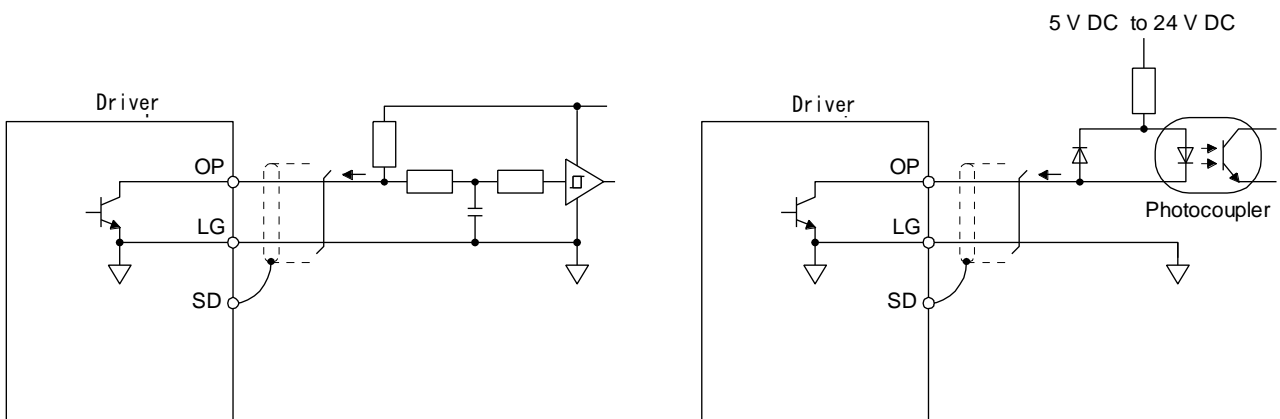 5 V DC to 24 V DC
Driver
OP
LG
SD
Driver
OP
LG
SD
Photocoupler